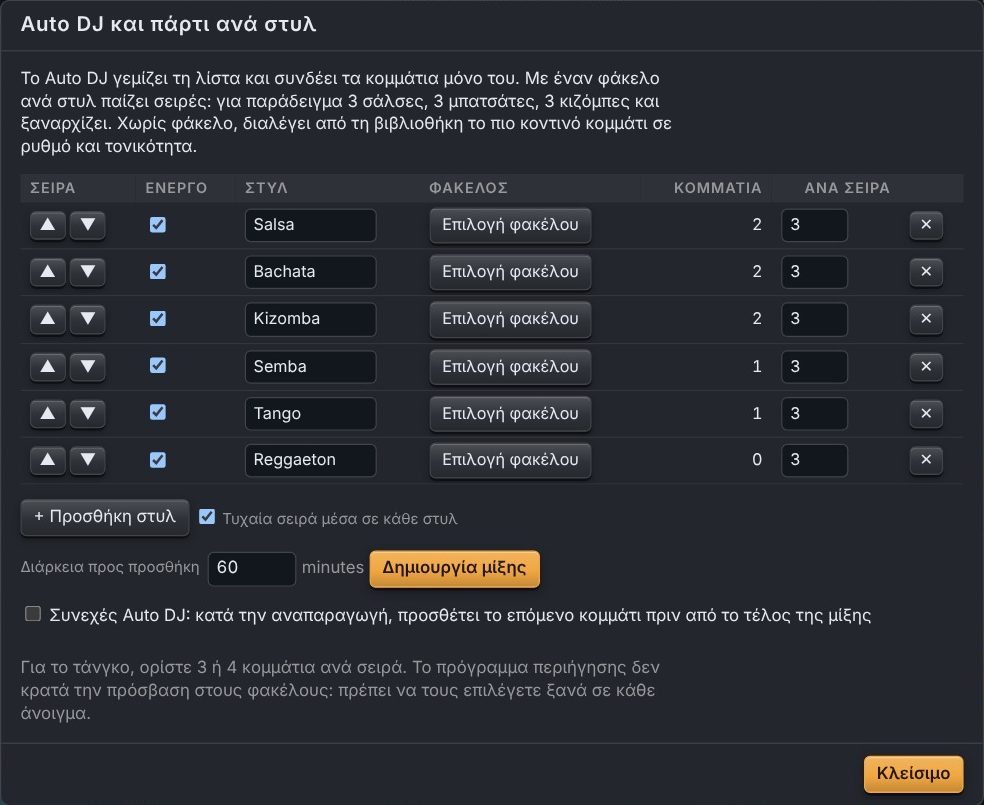 Auto DJ και πάρτι ανά στυλ
Το Auto DJ γεμίζει τη λίστα και συνδέει τα κομμάτια μόνο του. Με έναν φάκελο
ανά στυλ παίζει σειρές: για παράδειγμα 3 σάλσες, 3 μπατσάτες, 3 κιζόμπες και
ξαναρχίζει. Χωρίς φάκελο, διαλέγει από τη βιβλιοθήκη το πιο κοντινό κομμάτι σε
ρυθμό και τονικότητα.
ΣΕΙΡΑ ΕΝΕΡΓΟ ΣΤΥΛ ΦΑΚΕΛΟΣ ΚΟΜΜΑΤΙΑ ΑΝΑ ΣΕΙΡΑ
▲ ▼ Salsa Επιλογή φακέλου 2 3 ✕
▲ ▼ Bachata Επιλογή φακέλου 2 3 ✕
▲ ▼ Kizomba Επιλογή φακέλου 2 3 ✕
▲ ▼ Semba Επιλογή φακέλου 1 3 ✕
▲ ▼ Tango Επιλογή φακέλου 1 3 ✕
▲ ▼ Reggaeton Επιλογή φακέλου 0 3 ✕
+ Προσθήκη στυλ Τυχαία σειρά μέσα σε κάθε στυλ
Διάρκεια προς προσθήκη 60 minutes Δημιουργία μίξης
Συνεχές Auto DJ: κατά την αναπαραγωγή, προσθέτει το επόμενο κομμάτι πριν από το τέλος της μίξης
Για το τάνγκο, ορίστε 3 ή 4 κομμάτια ανά σειρά. Το πρόγραμμα περιήγησης δεν
κρατά την πρόσβαση στους φακέλους: πρέπει να τους επιλέγετε ξανά σε κάθε
άνοιγμα.
Κλείσιμο